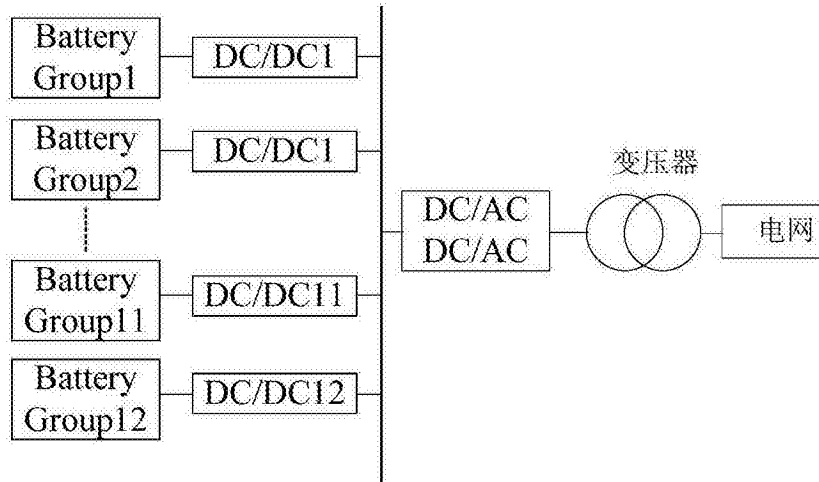 Battery
Group1
DC/DC1
Battery
Group2
DC/DC1
Battery
Group11
DC/DC11
Battery
Group12
DC/DC12
DC/AC
DC/AC
变压器
电网